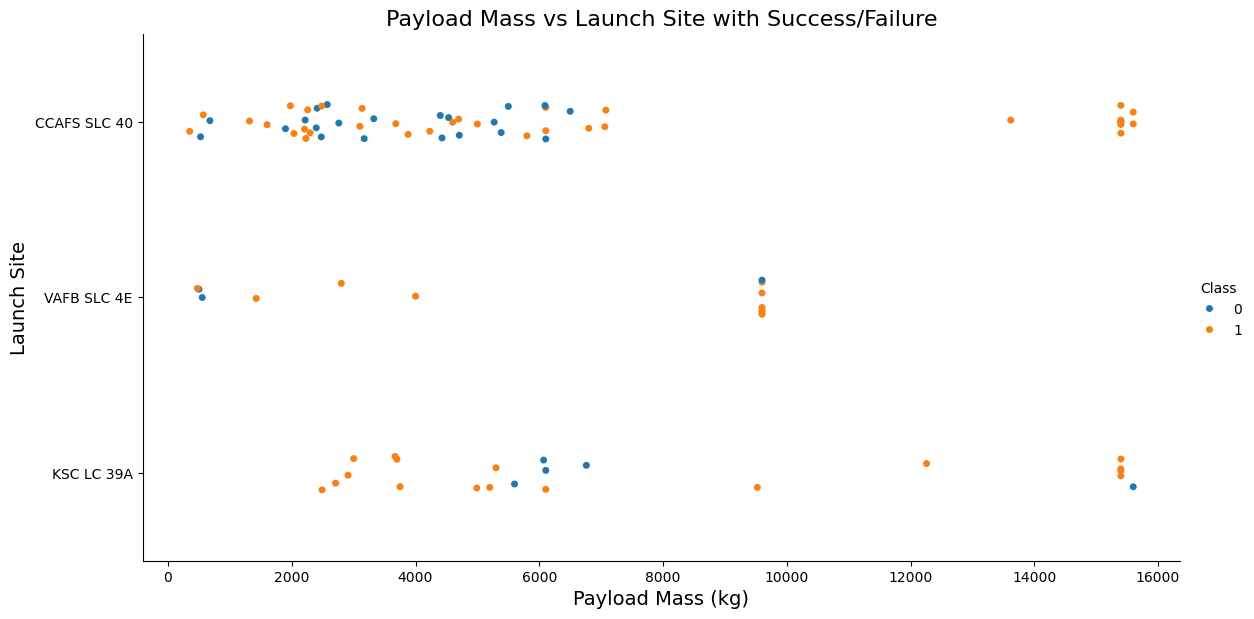 Payload Mass vs Launch Site with Success/Failure
Launch Site
CCAFS SLC 40
VAFB SLC 4E
KSC LC 39A
0 2000 4000 6000 8000 10000 12000 14000 16000
Payload Mass (kg)
Class
0
1